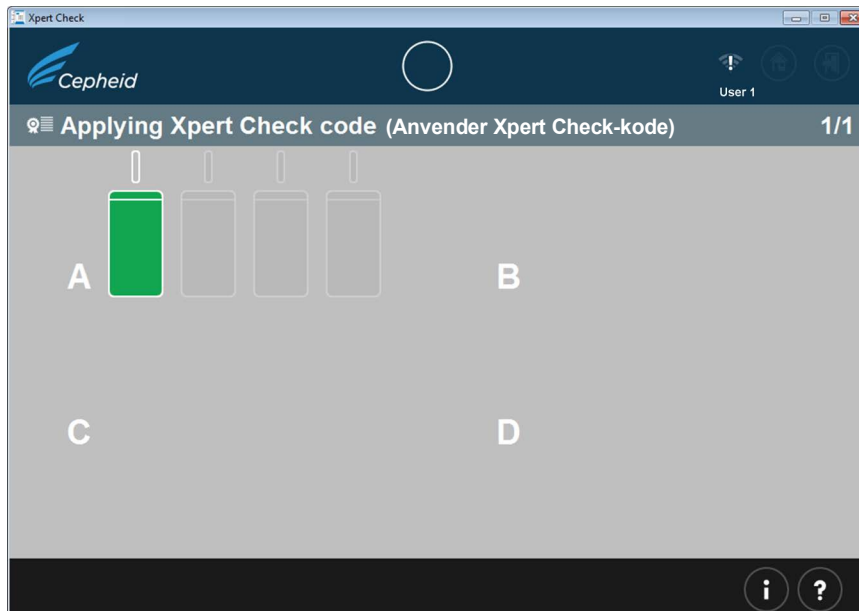 Xpert Check
Cepheid
User 1
Applying Xpert Check code (Anvender Xpert Check-kode) 1/1
A
B
C
D
i ?